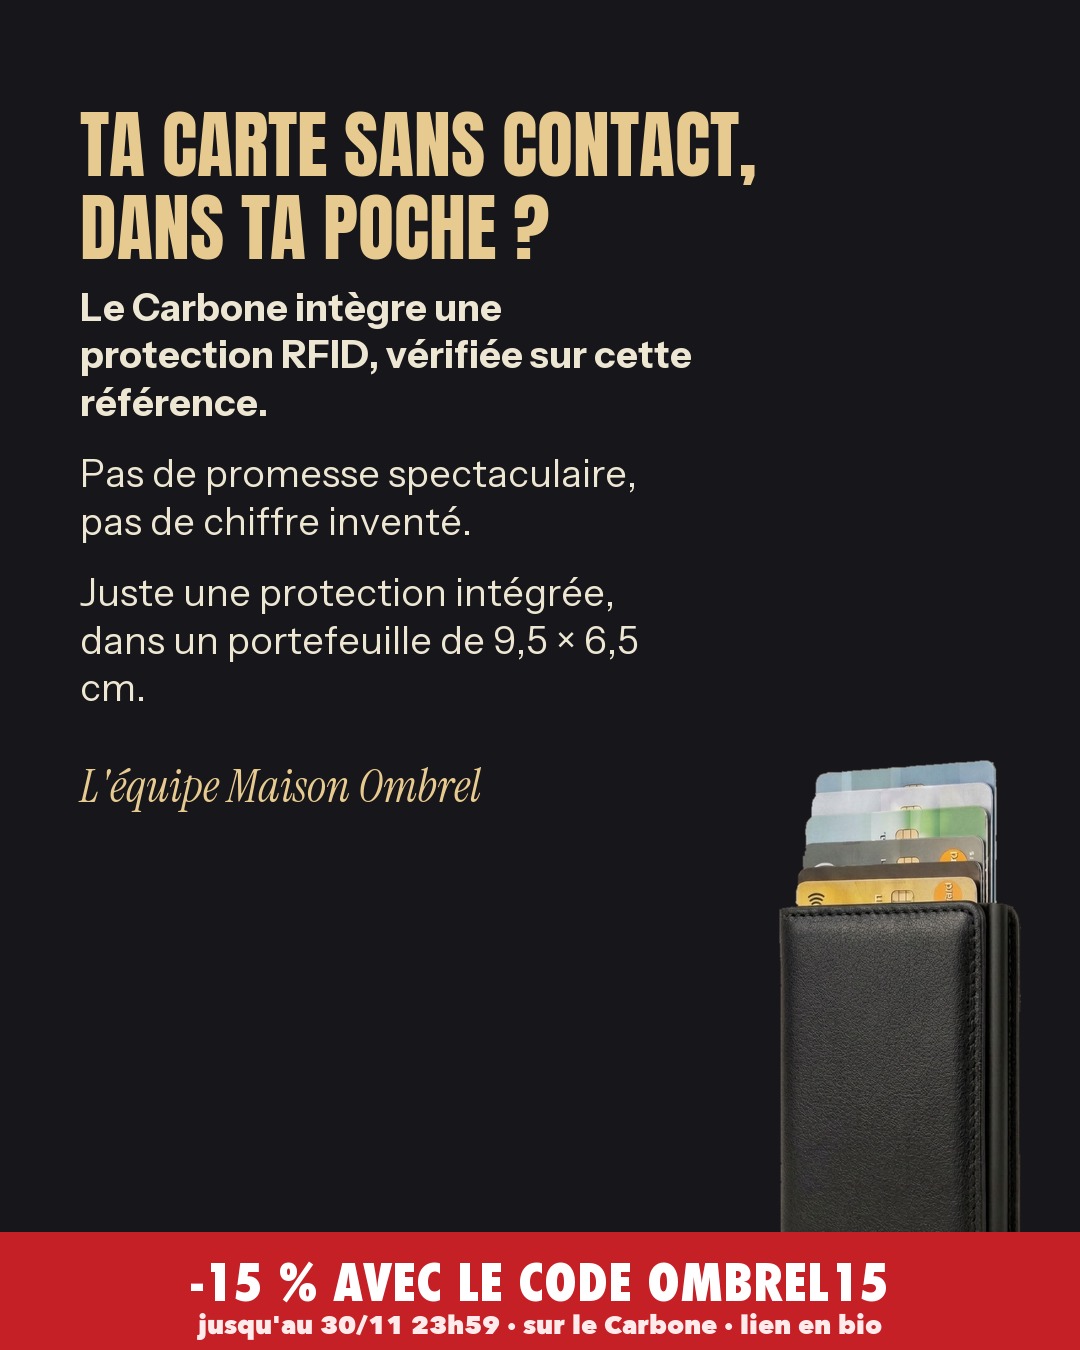 TA CARTE SANS CONTACT,
DANS TA POCHE ?
Le Carbone intègre une
protection RFID, vérifiée sur cette
référence.
Pas de promesse spectaculaire,
pas de chiffre inventé.
Juste une protection intégrée,
dans un portefeuille de 9,5 × 6,5
cm.
L'équipe Maison Ombrel
-15 % AVEC LE CODE OMBREL15
jusqu'au 30/11 23h59 • sur le Carbone • lien en bio